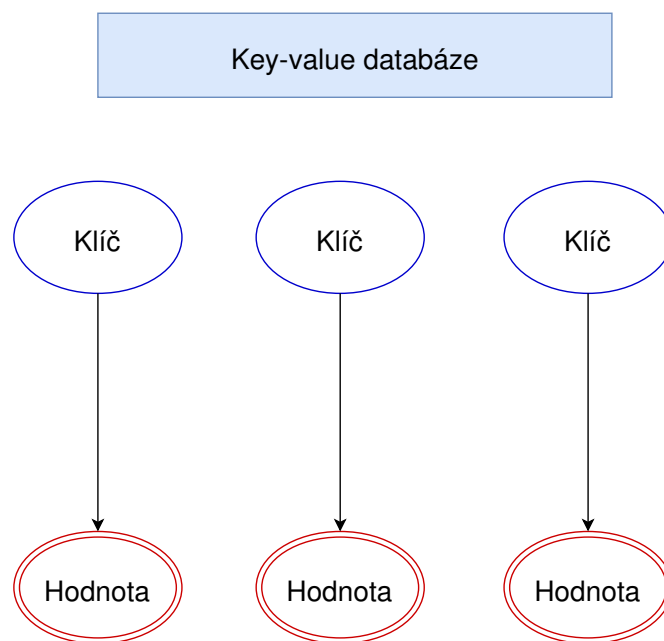 Key-value databáze
Klíč
Klíč
Klíč
Hodnota
Hodnota
Hodnota